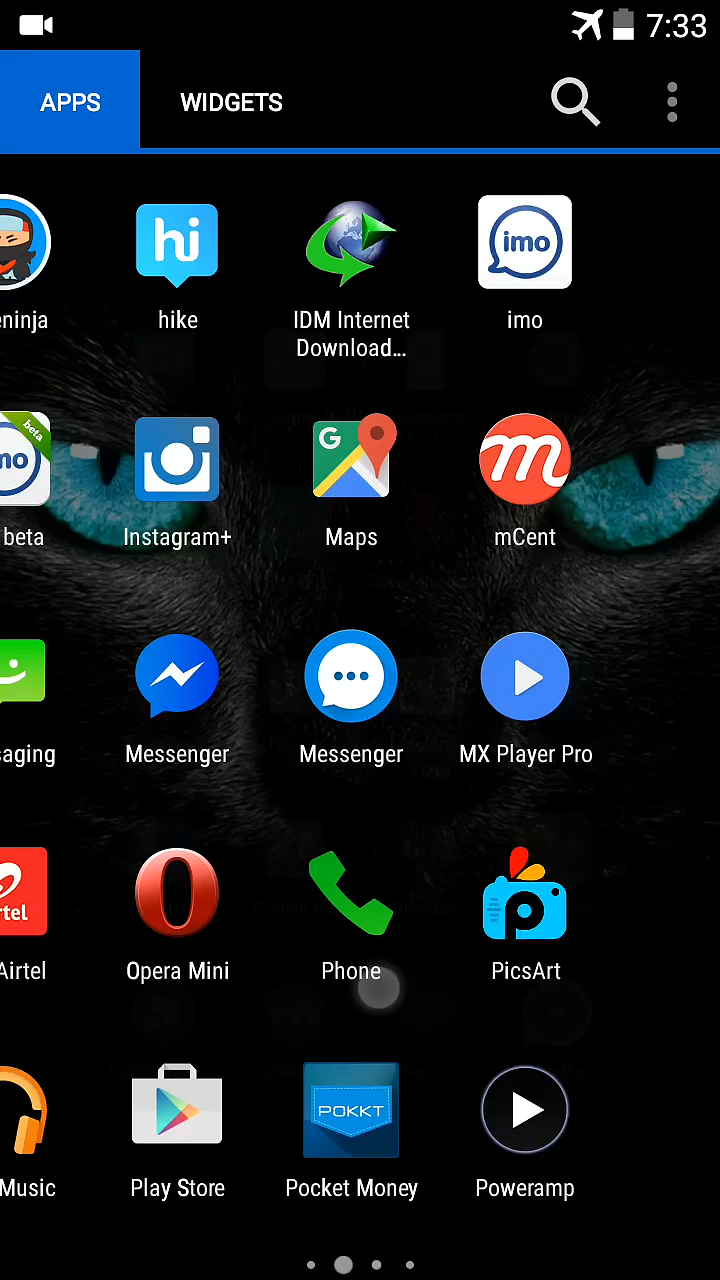 7:33
APPS WIDGETS
hi
imo
eninja hike IDM Internet imo
Download...
beta
mo
G
m
beta Instagram+ Maps mCent
saging Messenger Messenger MX Player Pro
rtel
P
Airtel Opera Mini Phone PicsArt
POKKT
Music Play Store Pocket Money Poweramp